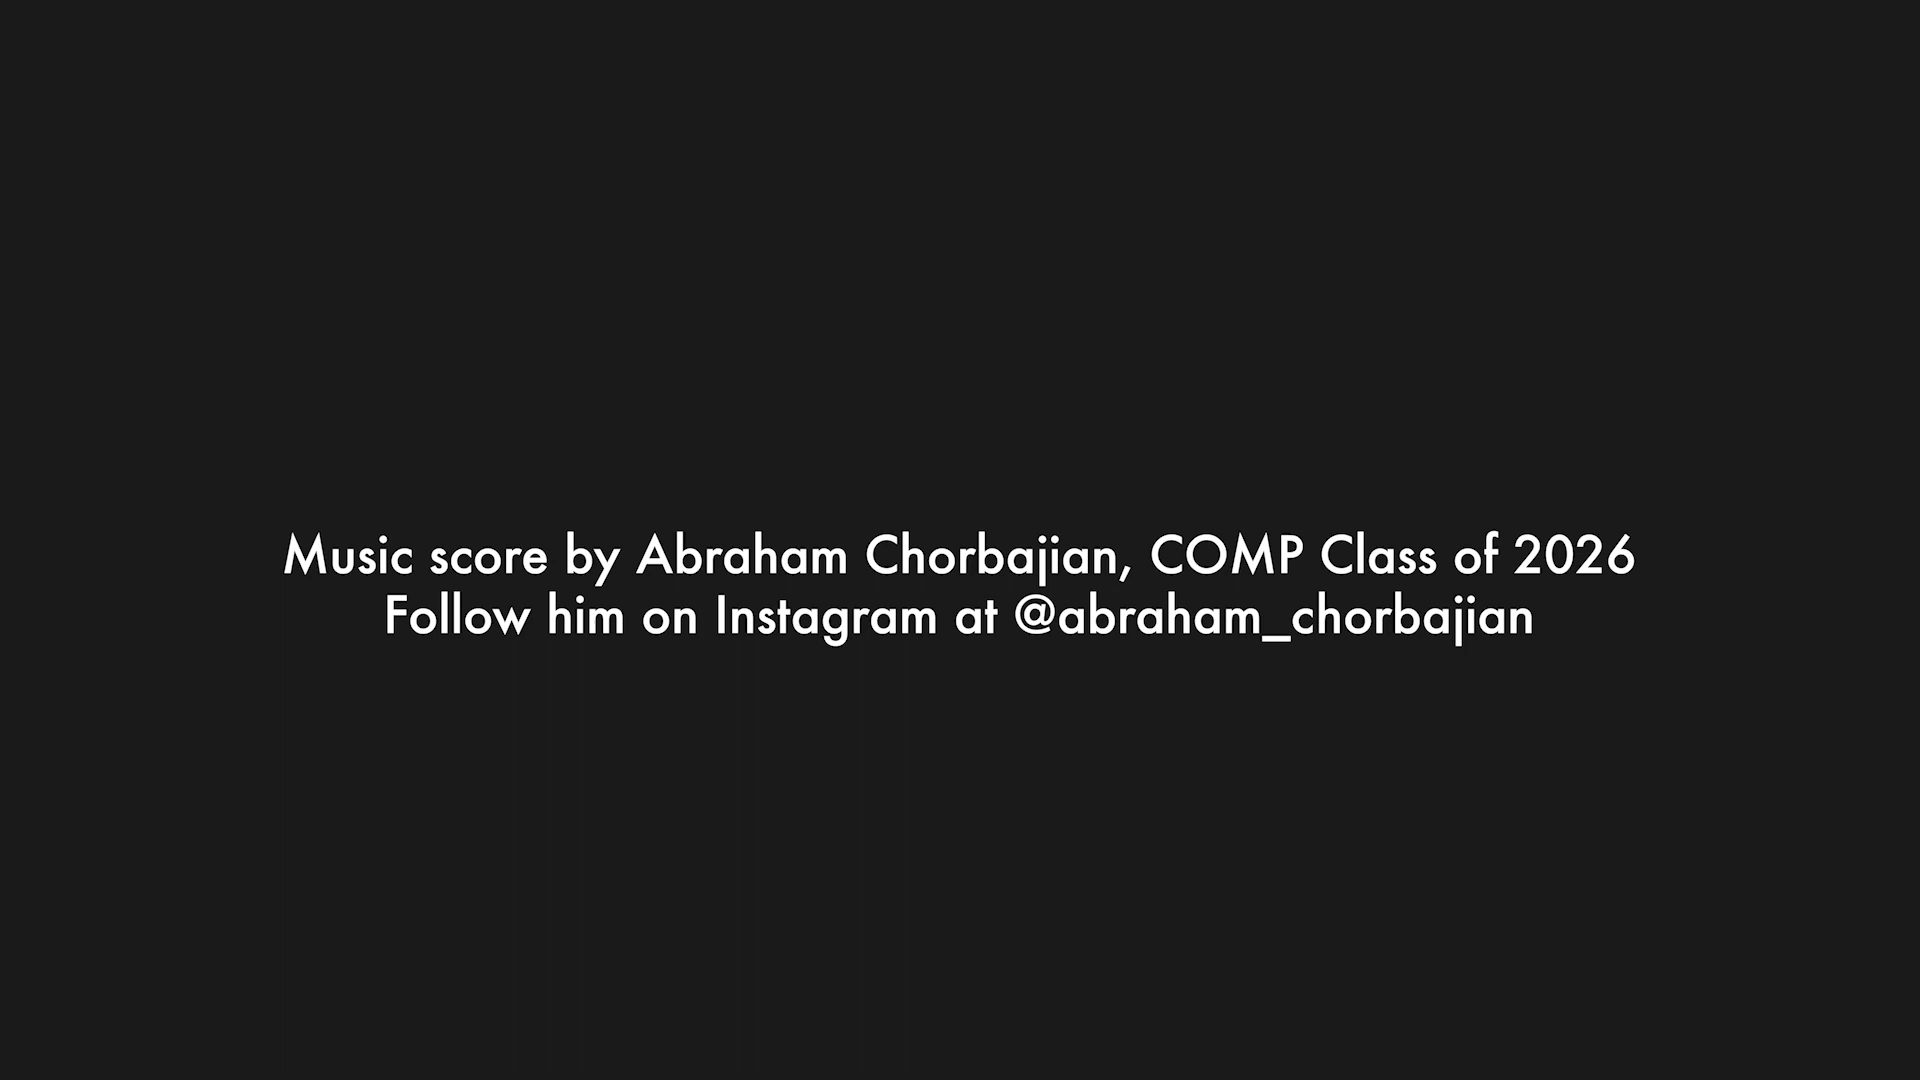 Music score by Abraham Chorbajian, COMP Class of 2026
Follow him on Instagram at @abraham_chorbajian